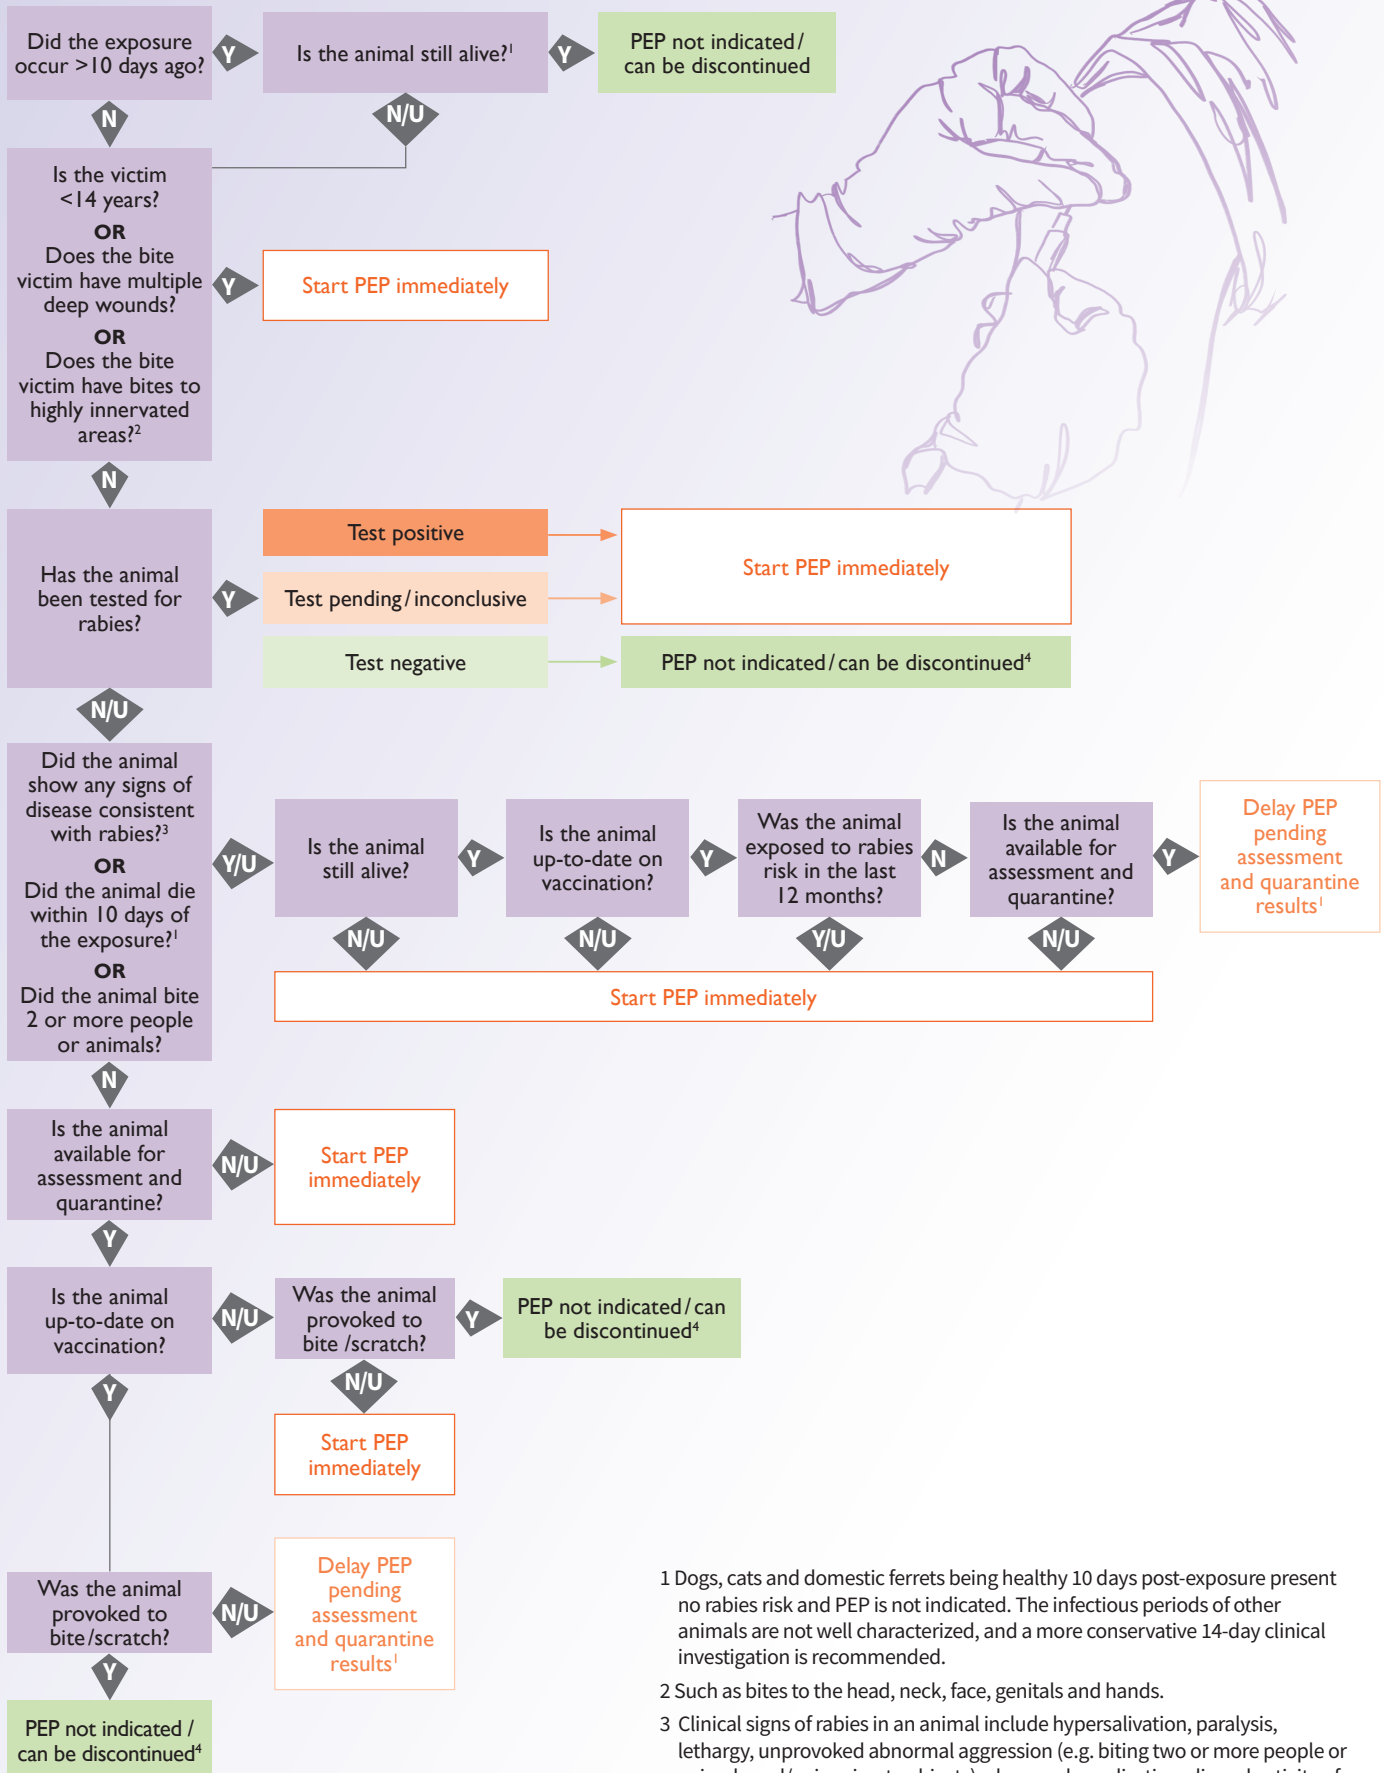 Did the exposure
occur >10 days ago?
Y
Is the animal still alive?¹
Y
PEP not indicated /
can be discontinued
N
N/U
Is the victim
<14 years?
OR
Does the bite
victim have multiple
deep wounds?
OR
Does the bite
victim have bites to
highly innervated
areas?²
Y
Start PEP immediately
N
Has the animal
been tested for
rabies?
Y
Test positive
Test pending / inconclusive
Start PEP immediately
Test negative
PEP not indicated / can be discontinued⁴
N/U
Did the animal
show any signs of
disease consistent
with rabies?³
OR
Did the animal die
within 10 days of
the exposure?¹
OR
Did the animal bite
2 or more people
or animals?
Y/U
Is the animal
still alive?
Y
Is the animal
up-to-date on
vaccination?
Y
Was the animal
exposed to rabies
risk in the last
12 months?
N
Is the animal
available for
assessment and
quarantine?
Y
Delay PEP
pending
assessment
and quarantine
results¹
N/U
N/U
Y/U
N/U
Start PEP immediately
N
Is the animal
available for
assessment and
quarantine?
N/U
Start PEP
immediately
Y
Is the animal
up-to-date on
vaccination?
N/U
Was the animal
provoked to
bite /scratch?
Y
PEP not indicated / can
be discontinued⁴
N/U
Start PEP
immediately
Y
Was the animal
provoked to
bite/scratch?
N/U
Delay PEP
pending
assessment
and quarantine
results¹
Y
PEP not indicated /
can be discontinued⁴
1 Dogs, cats and domestic ferrets being healthy 10 days post-exposure present
no rabies risk and PEP is not indicated. The infectious periods of other
animals are not well characterized, and a more conservative 14-day clinical
investigation is recommended.
2 Such as bites to the head, neck, face, genitals and hands.
3 Clinical signs of rabies in an animal include hypersalivation, paralysis,
lethargy, unprovoked abnormal aggression (e.g. biting two or more people or